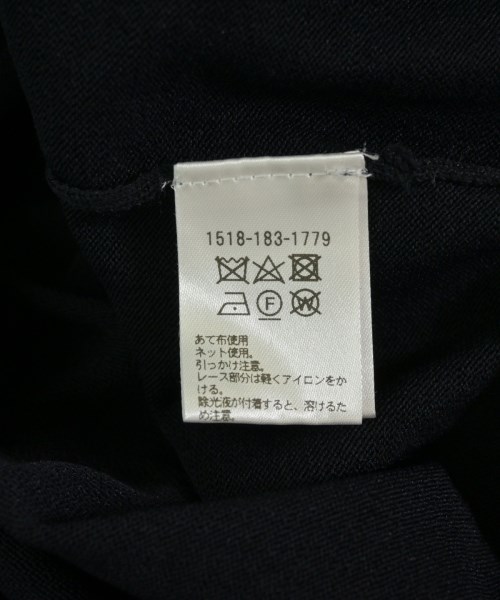 1518-183-1779
F W
あて布使用
ネット使用。
引っかけ注意。
レース部分は軽くアイロンをか
ける。
除光液が付着すると、溶けるた
め注意。